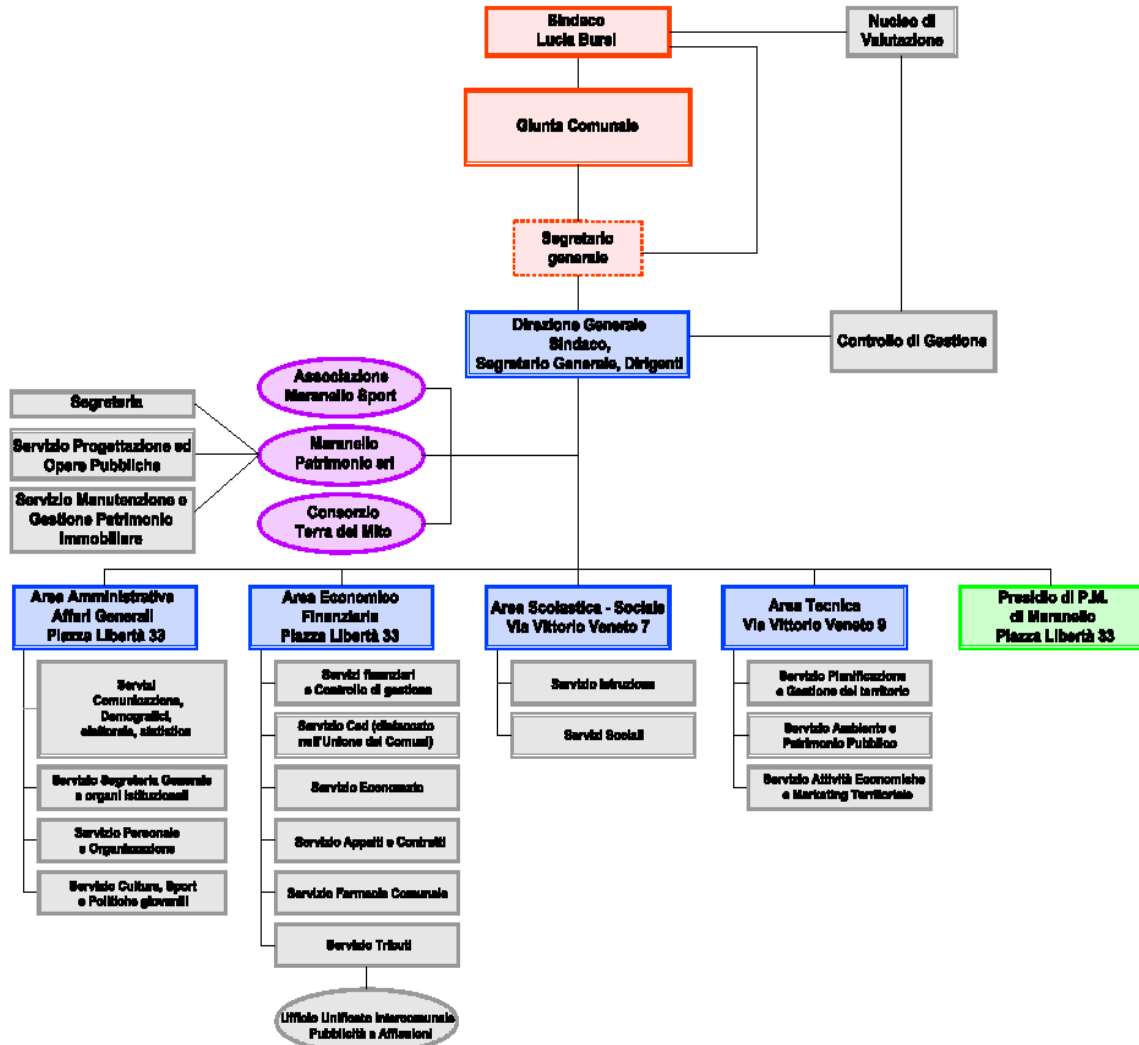 Sindaco
Lucia Bursi
Nucleo di
Valutazione
Giunta Comunale
Segretario
generale
Direzione Generale
Sindaco,
Segretario Generale, Dirigenti
Controllo di Gestione
Associazione
Maranello Sport
Segreteria
Maranello
Patrimonio srl
Servizio Progettazione ed
Opere Pubbliche
Servizio Manutenzione e
Gestione Patrimonio
Immobiliare
Consorzio
Terra dei Mito
Area Amministrativa
Affari Generali
Piazza Libertà 33
Area Economico
Finanziaria
Piazza Libertà 33
Area Scolastica - Sociale
Via Vittorio Veneto 7
Area Tecnica
Via Vittorio Veneto 9
Presidio di P.M.
di Maranello
Piazza Libertà 33
Servizi
Comunicazione,
Demografici,
elettorale, statistica
Servizio Segreteria Generale
e organi istituzionali
Servizio Personale
e Organizzazione
Servizio Cultura, Sport
e Politiche giovanili
Servizi finanziari
e Controllo di gestione
Servizio Ced (distaccato
nell'Unione dei Comuni)
Servizio Economato
Servizio Appalti e Contratti
Servizio Farmacia Comunale
Servizio Tributi
Ufficio Unificato Intercomunale
Pubblicità e Affissioni
Servizio Istruzione
Servizi Sociali
Servizio Pianificazione
e Gestione del territorio
Servizio Ambiente e
Patrimonio Pubblico
Servizio Attività Economiche
e Marketing Territoriale